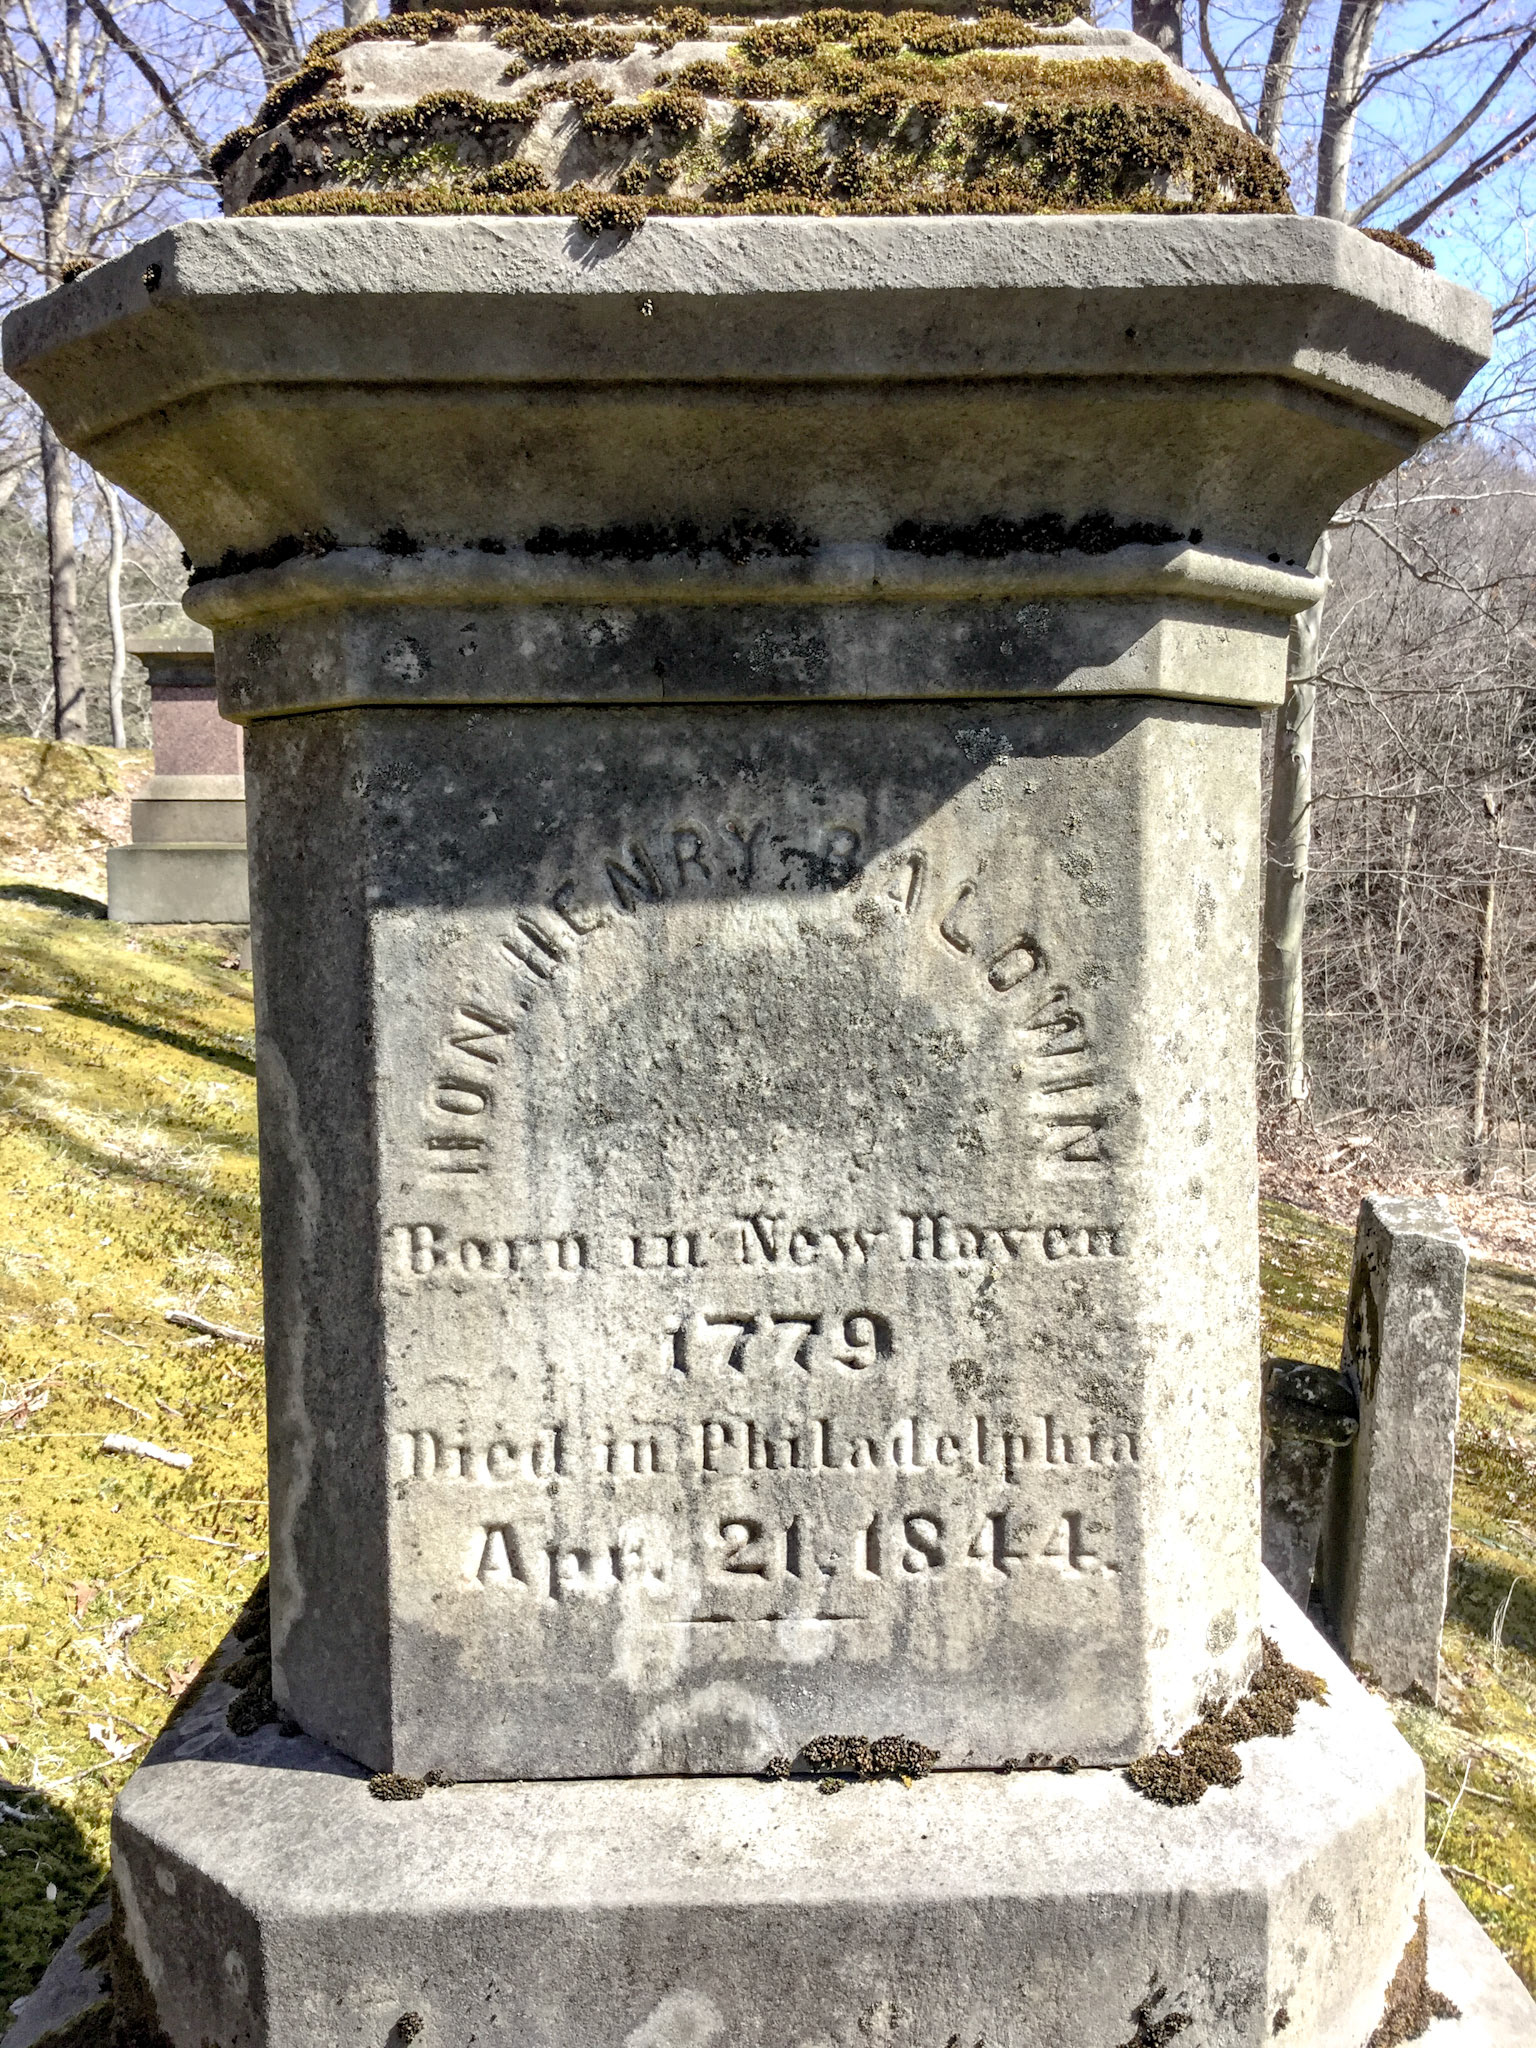 HON. HENRY BALDWIN
Born in New Haven
1779
Died in Philadelphia
Apr. 21. 1844.